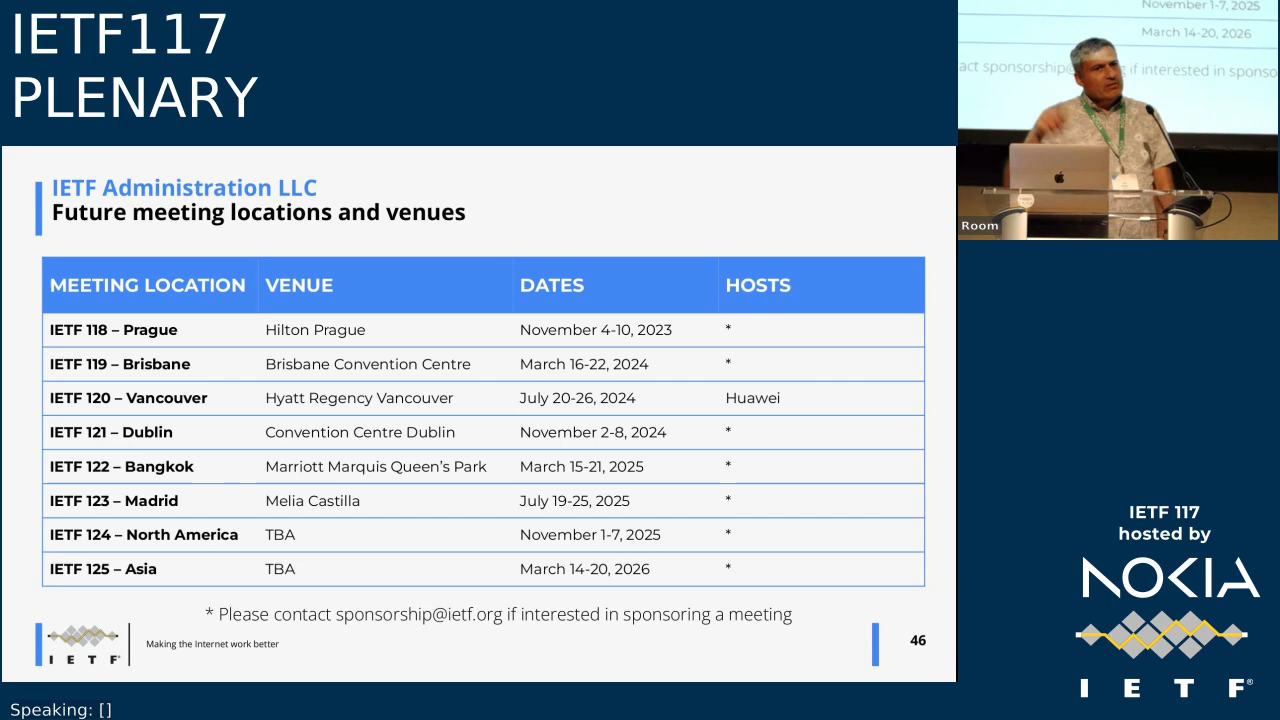 IETF117
PLENARY
IETF Administration LLC
Future meeting locations and venues
MEETING LOCATION VENUE DATES HOSTS
IETF 118 – Prague Hilton Prague November 4-10, 2023 *
IETF 119 – Brisbane Brisbane Convention Centre March 16-22, 2024 *
IETF 120 – Vancouver Hyatt Regency Vancouver July 20-26, 2024 Huawei
IETF 121 – Dublin Convention Centre Dublin November 2-8, 2024 *
IETF 122 – Bangkok Marriott Marquis Queen’s Park March 15-21, 2025 *
IETF 123 – Madrid Melia Castilla July 19-25, 2025 *
IETF 124 – North America TBA November 1-7, 2025 *
IETF 125 – Asia TBA March 14-20, 2026 *
* Please contact sponsorship@ietf.org if interested in sponsoring a meeting
IETF
Making the Internet work better
46
November 1-7, 2025
March 14-20, 2026
act sponsorship@ g if interested in sponso
Room
IETF 117
hosted by
NOKIA
IETF®
Speaking: []